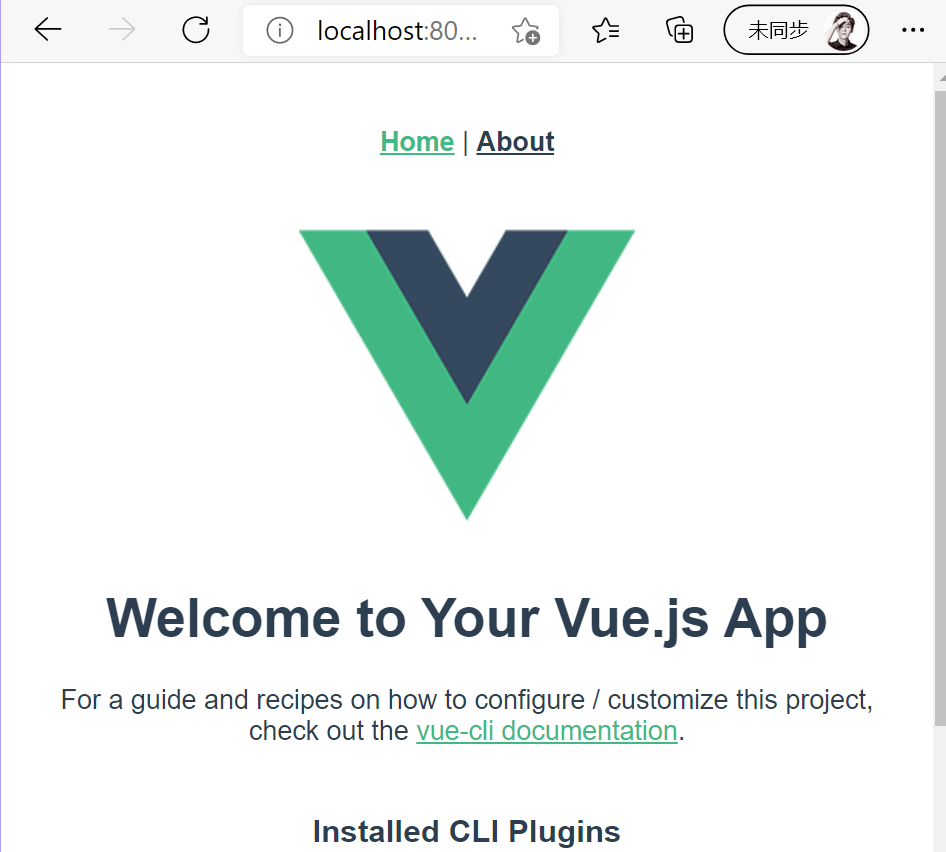 localhost:80...
未同步
Home | About
Welcome to Your Vue.js App
For a guide and recipes on how to configure / customize this project,
check out the vue-cli documentation.
Installed CLI Plugins